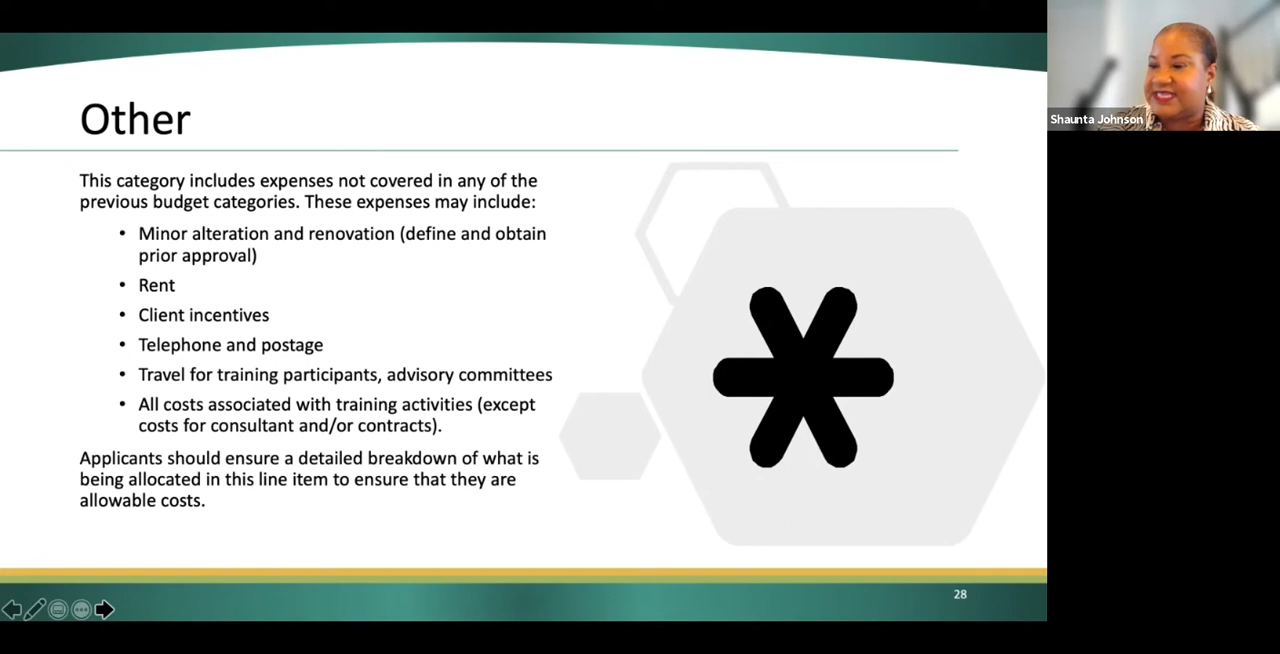 Other
This category includes expenses not covered in any of the
previous budget categories. These expenses may include:
• Minor alteration and renovation (define and obtain
prior approval)
• Rent
• Client incentives
• Telephone and postage
• Travel for training participants, advisory committees
• All costs associated with training activities (except
costs for consultant and/or contracts).
Applicants should ensure a detailed breakdown of what is
being allocated in this line item to ensure that they are
allowable costs.
28
Shaunta Johnson